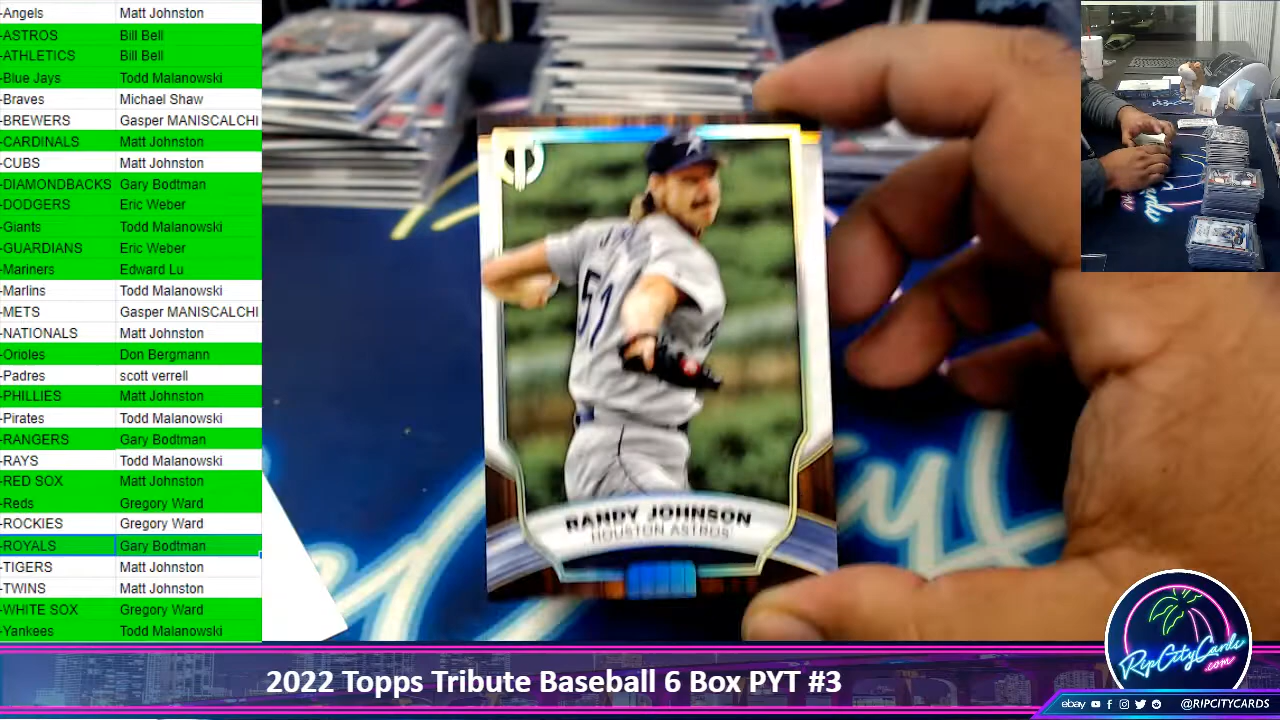 -Angels Matt Johnston
-ASTROS Bill Bell
-ATHLETICS Bill Bell
-Blue Jays Todd Malanowski
-Braves Michael Shaw
-BREWERS Gasper MANISCALCHI
-CARDINALS Matt Johnston
-CUBS Matt Johnston
-DIAMONDBACKS Gary Bodtman
-DODGERS Eric Weber
-Giants Todd Malanowski
-GUARDIANS Eric Weber
-Mariners Edward Lu
-Marlins Todd Malanowski
-METS Gasper MANISCALCHI
-NATIONALS Matt Johnston
-Orioles Don Bergmann
-Padres scott verrell
-PHILLIES Matt Johnston
-Pirates Todd Malanowski
-RANGERS Gary Bodtman
-RAYS Todd Malanowski
-RED SOX Matt Johnston
-Reds Gregory Ward
-ROCKIES Gregory Ward
-ROYALS Gary Bodtman
-TIGERS Matt Johnston
-TWINS Matt Johnston
-WHITE SOX Gregory Ward
-Yankees Todd Malanowski
51
RANDY JOHNSON
HOUSTON ASTROS
RipCityCards
.com
2022 Topps Tribute Baseball 6 Box PYT #3
ebay @RIPCITYCARDS